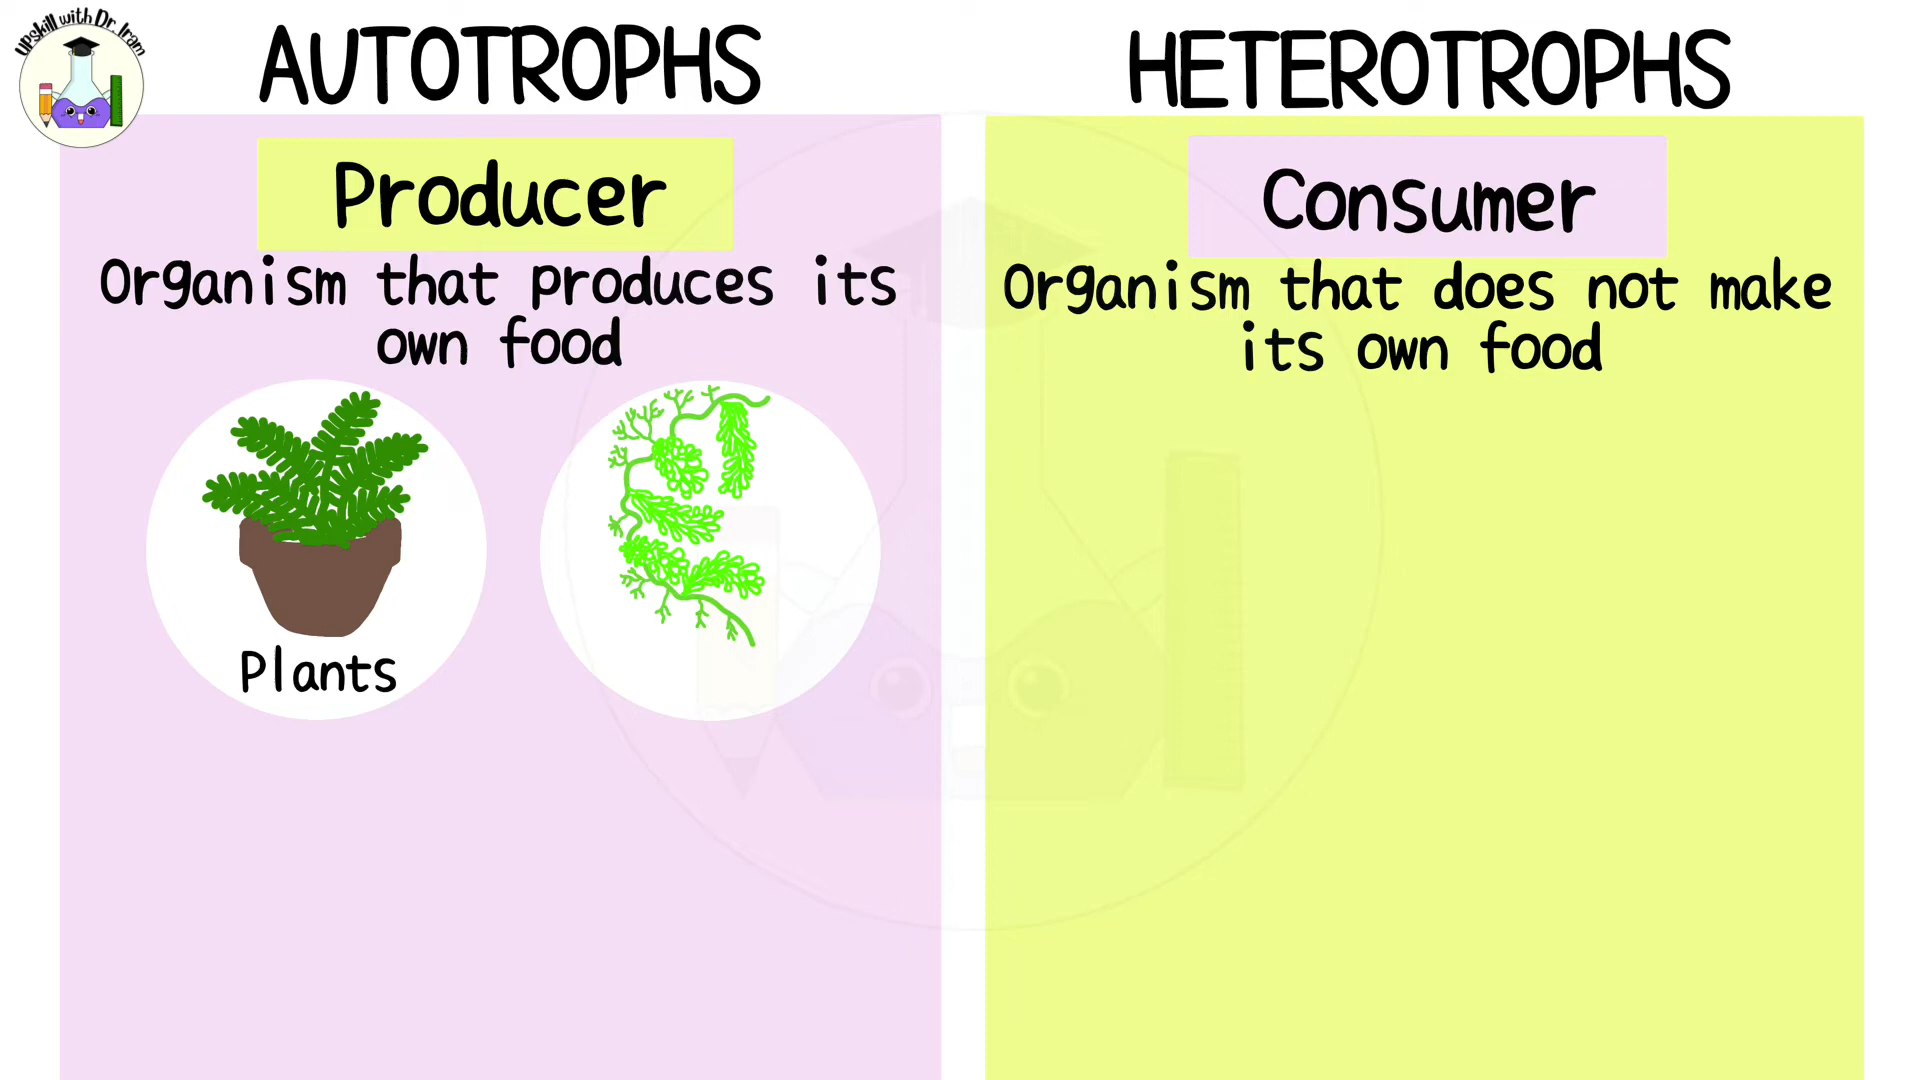 Upskill with Dr. Iram
AUTOTROPHS
Producer
Organism that produces its
own food
Plants
HETEROTROPHS
Consumer
Organism that does not make
its own food